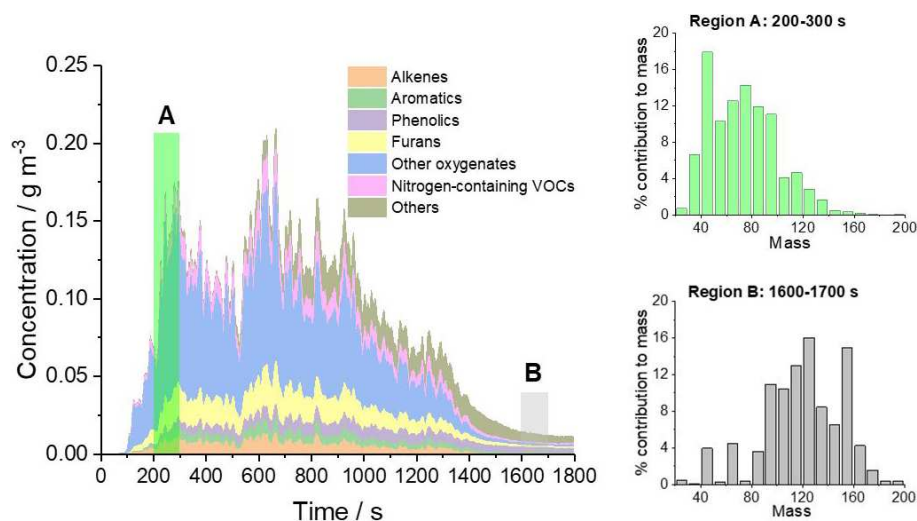 Concentration / g m⁻³
0.25
0.20
0.15
0.10
0.05
0.00
A
B
Alkenes
Aromatics
Phenolics
Furans
Other oxygenates
Nitrogen-containing VOCs
Others
0 200 400 600 800 1000 1200 1400 1600 1800
Time / s
Region A: 200-300 s
% contribution to mass
20
16
12
8
4
0
40 80 120 160 200
Mass
Region B: 1600-1700 s
% contribution to mass
20
16
12
8
4
0
40 80 120 160 200
Mass